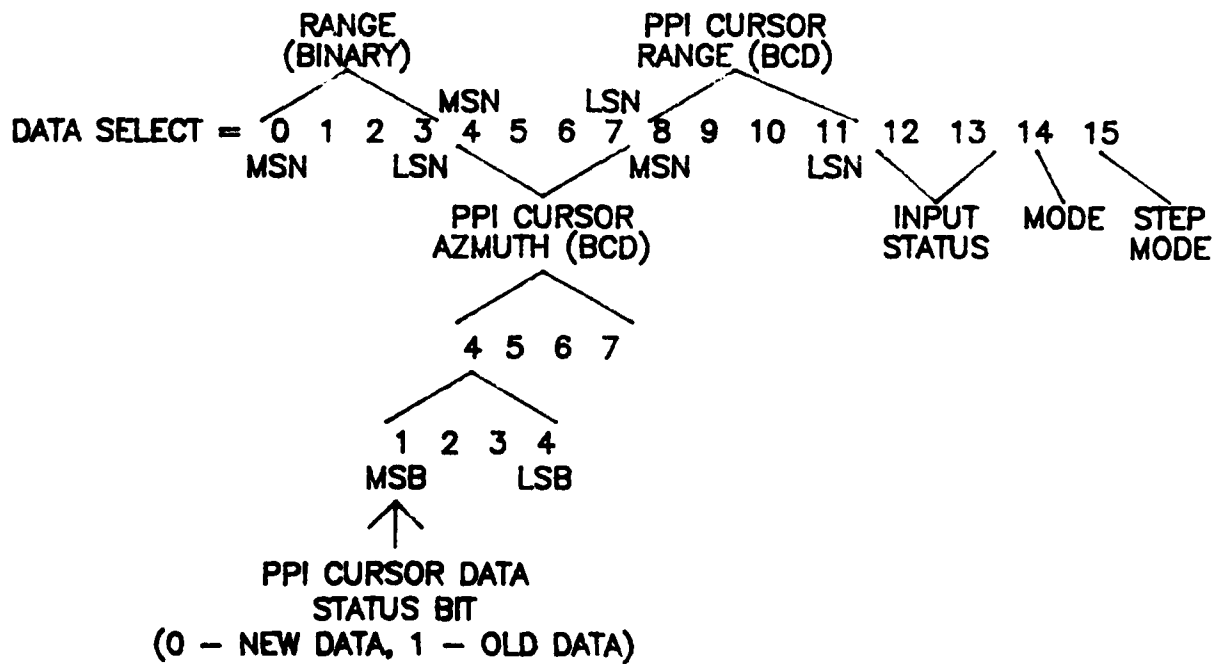 RANGE
(BINARY)
PPI CURSOR
RANGE (BCD)
MSN LSN
DATA SELECT = 0 1 2 3 4 5 6 7 8 9 10 11 12 13 14 15
MSN LSN MSN LSN
PPI CURSOR
AZMUTH (BCD)
INPUT
STATUS
MODE
STEP
MODE
4 5 6 7
1 2 3 4
MSB LSB
PPI CURSOR DATA
STATUS BIT
(0 – NEW DATA, 1 – OLD DATA)